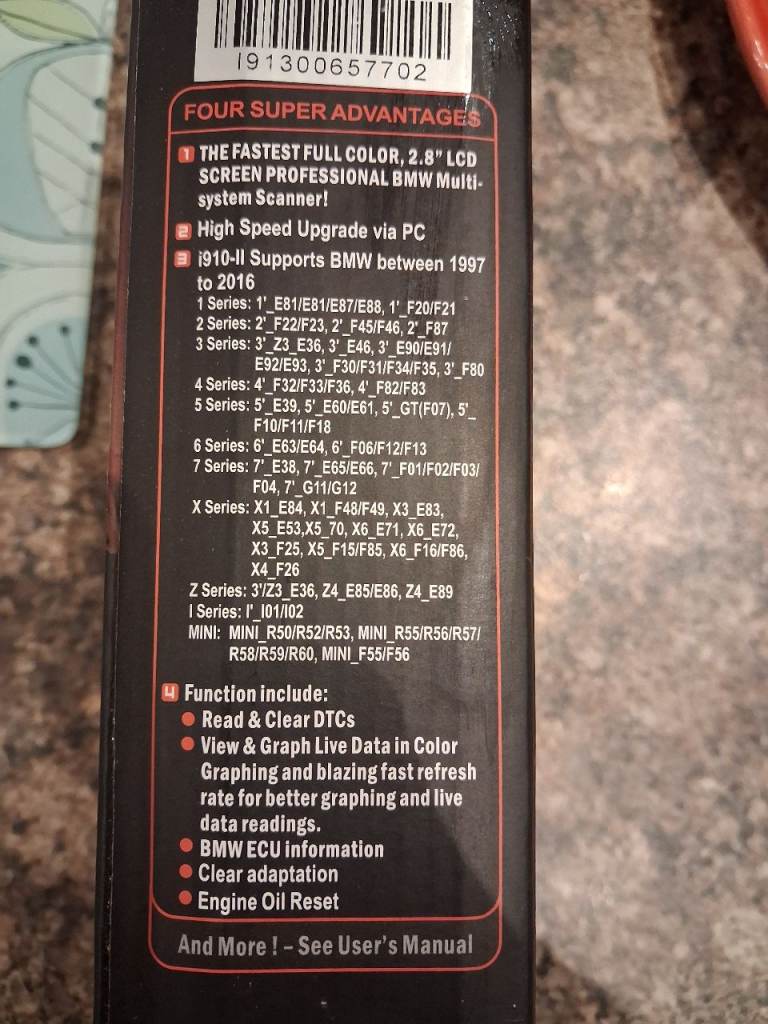 I91300657702
FOUR SUPER ADVANTAGES
1 THE FASTEST FULL COLOR, 2.8" LCD
SCREEN PROFESSIONAL BMW Multi-
system Scanner!
2 High Speed Upgrade via PC
3 i910-II Supports BMW between 1997
to 2016
1 Series: 1'_E81/E81/E87/E88, 1'_F20/F21
2 Series: 2'_F22/F23, 2'_F45/F46, 2'_F87
3 Series: 3'_Z3_E36, 3'_E46, 3'_E90/E91/
E92/E93, 3'_F30/F31/F34/F35, 3'_F80
4 Series: 4'_F32/F33/F36, 4'_F82/F83
5 Series: 5'_E39, 5'_E60/E61, 5'_GT(F07), 5'_
F10/F11/F18
6 Series: 6'_E63/E64, 6'_F06/F12/F13
7 Series: 7'_E38, 7'_E65/E66, 7'_F01/F02/F03/
F04, 7'_G11/G12
X Series: X1_E84, X1_F48/F49, X3_E83,
X5_E53,X5_70, X6_E71, X6_E72,
X3_F25, X5_F15/F85, X6_F16/F86,
X4_F26
Z Series: 3'/Z3_E36, Z4_E85/E86, Z4_E89
I Series: I'_I01/I02
MINI: MINI_R50/R52/R53, MINI_R55/R56/R57/
R58/R59/R60, MINI_F55/F56
4 Function include:
● Read & Clear DTCs
● View & Graph Live Data in Color
Graphing and blazing fast refresh
rate for better graphing and live
data readings.
● BMW ECU information
● Clear adaptation
● Engine Oil Reset
And More ! – See User's Manual